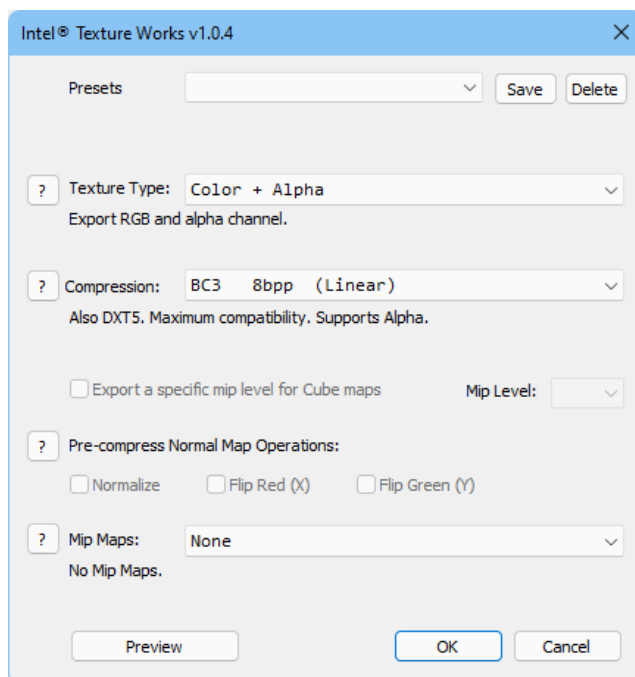 Intel® Texture Works v1.0.4
Presets Save Delete
? Texture Type: Color + Alpha
Export RGB and alpha channel.
? Compression: BC3 8bpp (Linear)
Also DXT5. Maximum compatibility. Supports Alpha.
Export a specific mip level for Cube maps Mip Level:
? Pre-compress Normal Map Operations:
Normalize Flip Red (X) Flip Green (Y)
? Mip Maps: None
No Mip Maps.
Preview OK Cancel